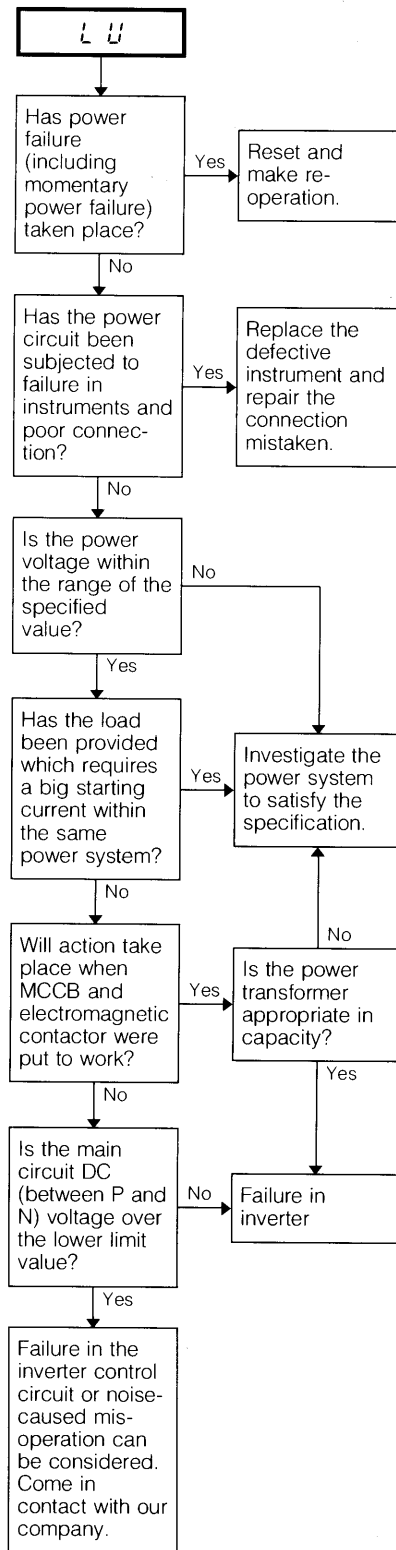 LU
Has power
failure
(including
momentary
power failure)
taken place?
Yes
Reset and
make re-
operation.
No
Has the power
circuit been
subjected to
failure in
instruments and
poor connec-
tion?
Yes
Replace the
defective
instrument and
repair the
connection
mistaken.
No
Is the power
voltage within
the range of the
specified
value?
No
Yes
Has the load
been provided
which requires
a big starting
current within
the same
power system?
Yes
Investigate the
power system
to satisfy the
specification.
No
Will action take
place when
MCCB and
electromagnetic
contactor were
put to work?
Yes
No
Is the power
transformer
appropriate in
capacity?
Yes
No
Is the main
circuit DC
(between P and
N) voltage over
the lower limit
value?
No
Failure in
inverter
Yes
Failure in the
inverter control
circuit or noise-
caused mis-
operation can
be considered.
Come in
contact with our
company.